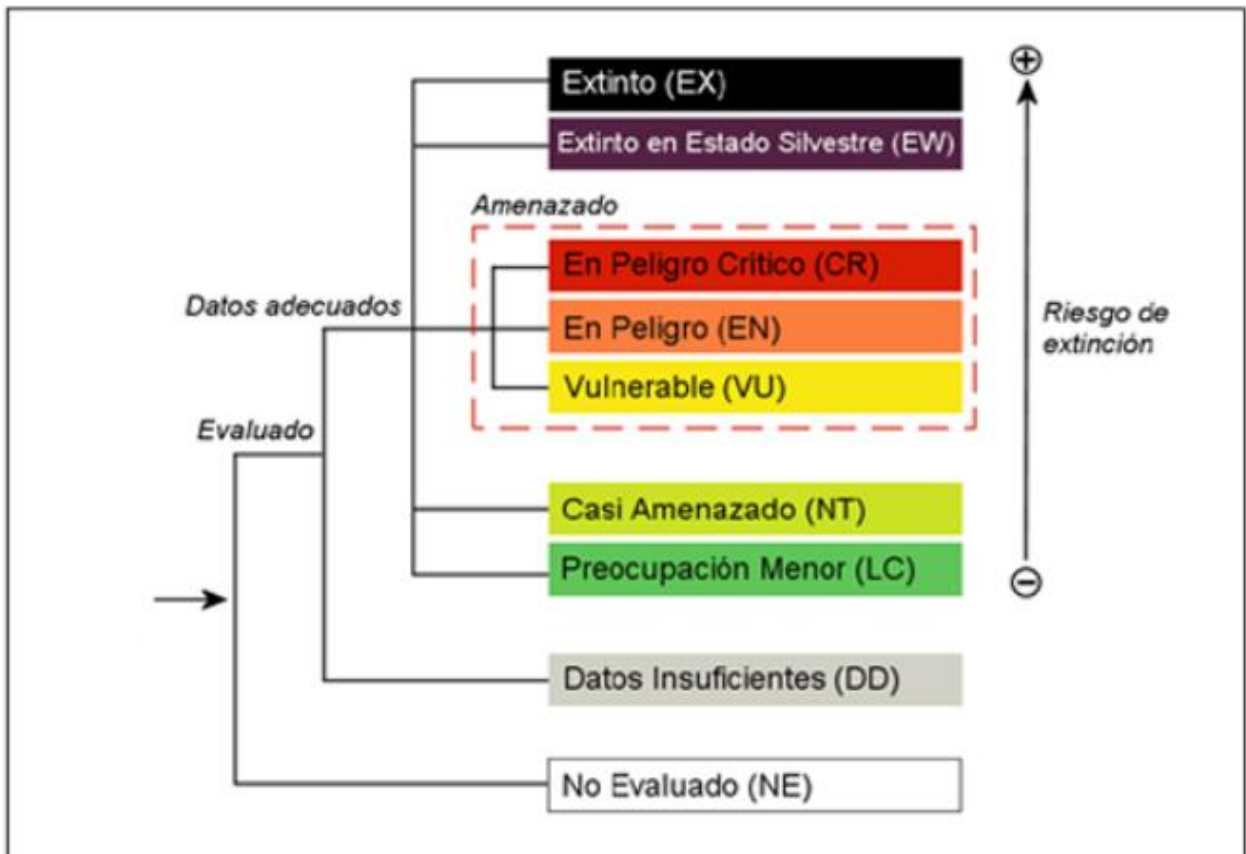 Extinto (EX)
Extinto en Estado Silvestre (EW)
Amenazado
En Peligro Crítico (CR)
Datos adecuados
En Peligro (EN)
Riesgo de
extinción
Vulnerable (VU)
Evaluado
Casi Amenazado (NT)
Preocupación Menor (LC)
Datos Insuficientes (DD)
No Evaluado (NE)